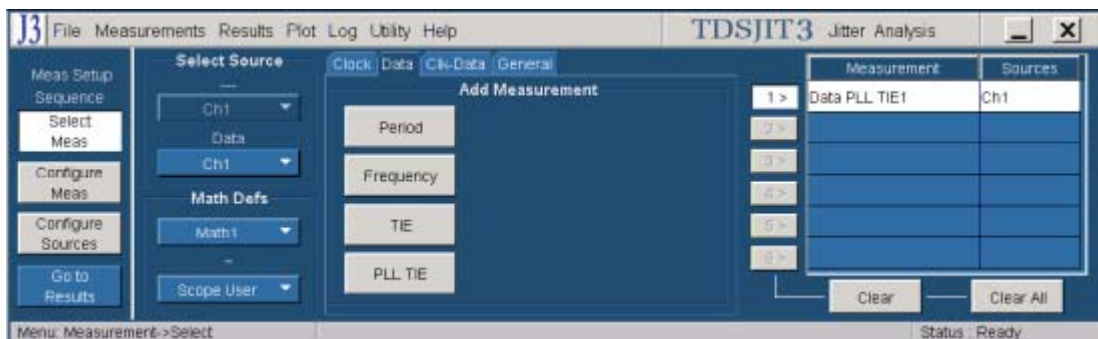 J3 File Measurements Results Plot Log Utility Help TDSJIT3 Jitter Analysis
Meas Setup
Sequence
Select
Meas
Configure
Meas
Configure
Sources
Go to
Results
Select Source
---
Ch1
Data
Ch1
Math Defs
Math1
=
Scope User
Clock Data Clk-Data General
Add Measurement
Period
Frequency
TIE
PLL TIE
Measurement Sources
1 > Data PLL TIE1 Ch1
2 >
3 >
4 >
5 >
6 >
Clear Clear All
Menu: Measurement->Select Status : Ready